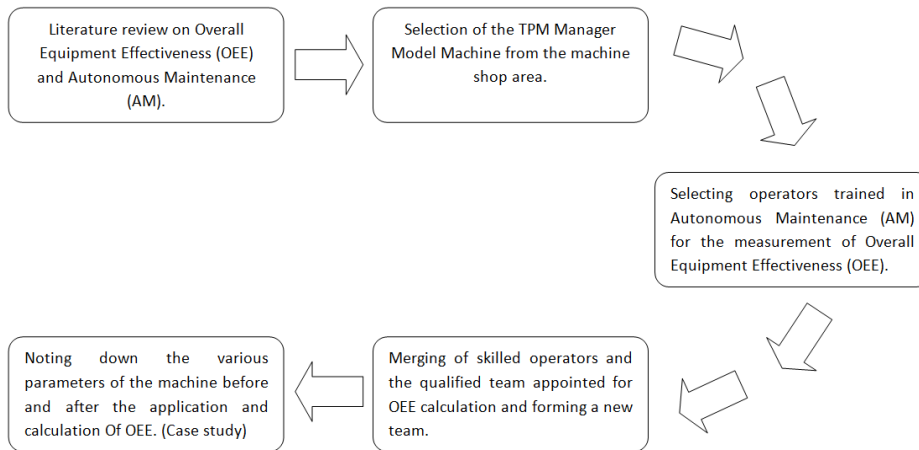 Literature review on Overall
Equipment Effectiveness (OEE)
and Autonomous Maintenance
(AM).
Selection of the TPM Manager
Model Machine from the machine
shop area.
Selecting operators trained in
Autonomous Maintenance (AM)
for the measurement of Overall
Equipment Effectiveness (OEE).
Merging of skilled operators and
the qualified team appointed for
OEE calculation and forming a new
team.
Noting down the various
parameters of the machine before
and after the application and
calculation Of OEE. (Case study)